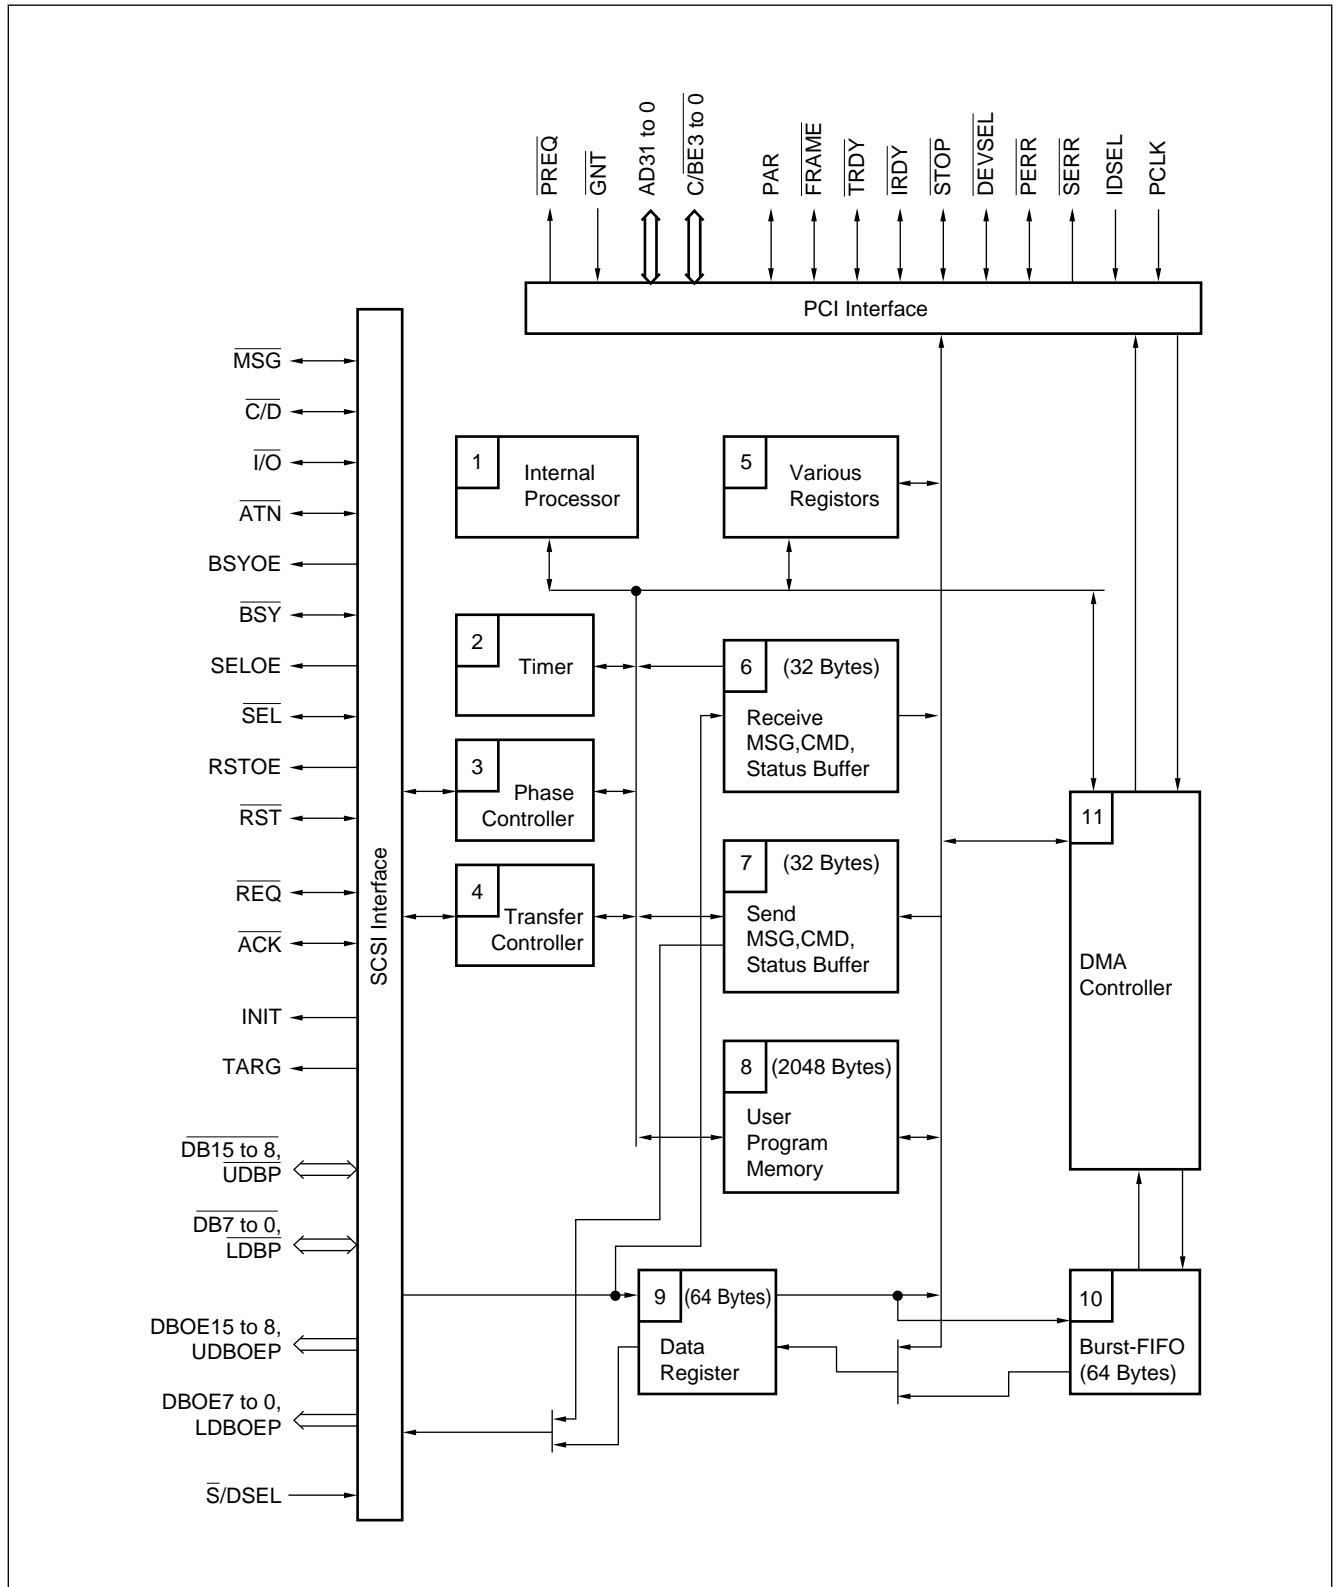 PREQ
GNT
AD31 to 0
C/BE3 to 0
PAR
FRAME
TRDY
IRDY
STOP
DEVSEL
PERR
SERR
IDSEL
PCLK
PCI Interface
MSG
C/D
I/O
ATN
BSYOE
BSY
SELOE
SEL
RSTOE
RST
REQ
ACK
INIT
TARG
DB15 to 8,
UDBP
DB7 to 0,
LDBP
DBOE15 to 8,
UDBOEP
DBOE7 to 0,
LDBOEP
S/DSEL
SCSI Interface
1
Internal
Processor
2
Timer
3
Phase
Controller
4
Transfer
Controller
5
Various
Registors
6 (32 Bytes)
Receive
MSG,CMD,
Status Buffer
7 (32 Bytes)
Send
MSG,CMD,
Status Buffer
8 (2048 Bytes)
User
Program
Memory
9 (64 Bytes)
Data
Register
10
Burst-FIFO
(64 Bytes)
11
DMA
Controller